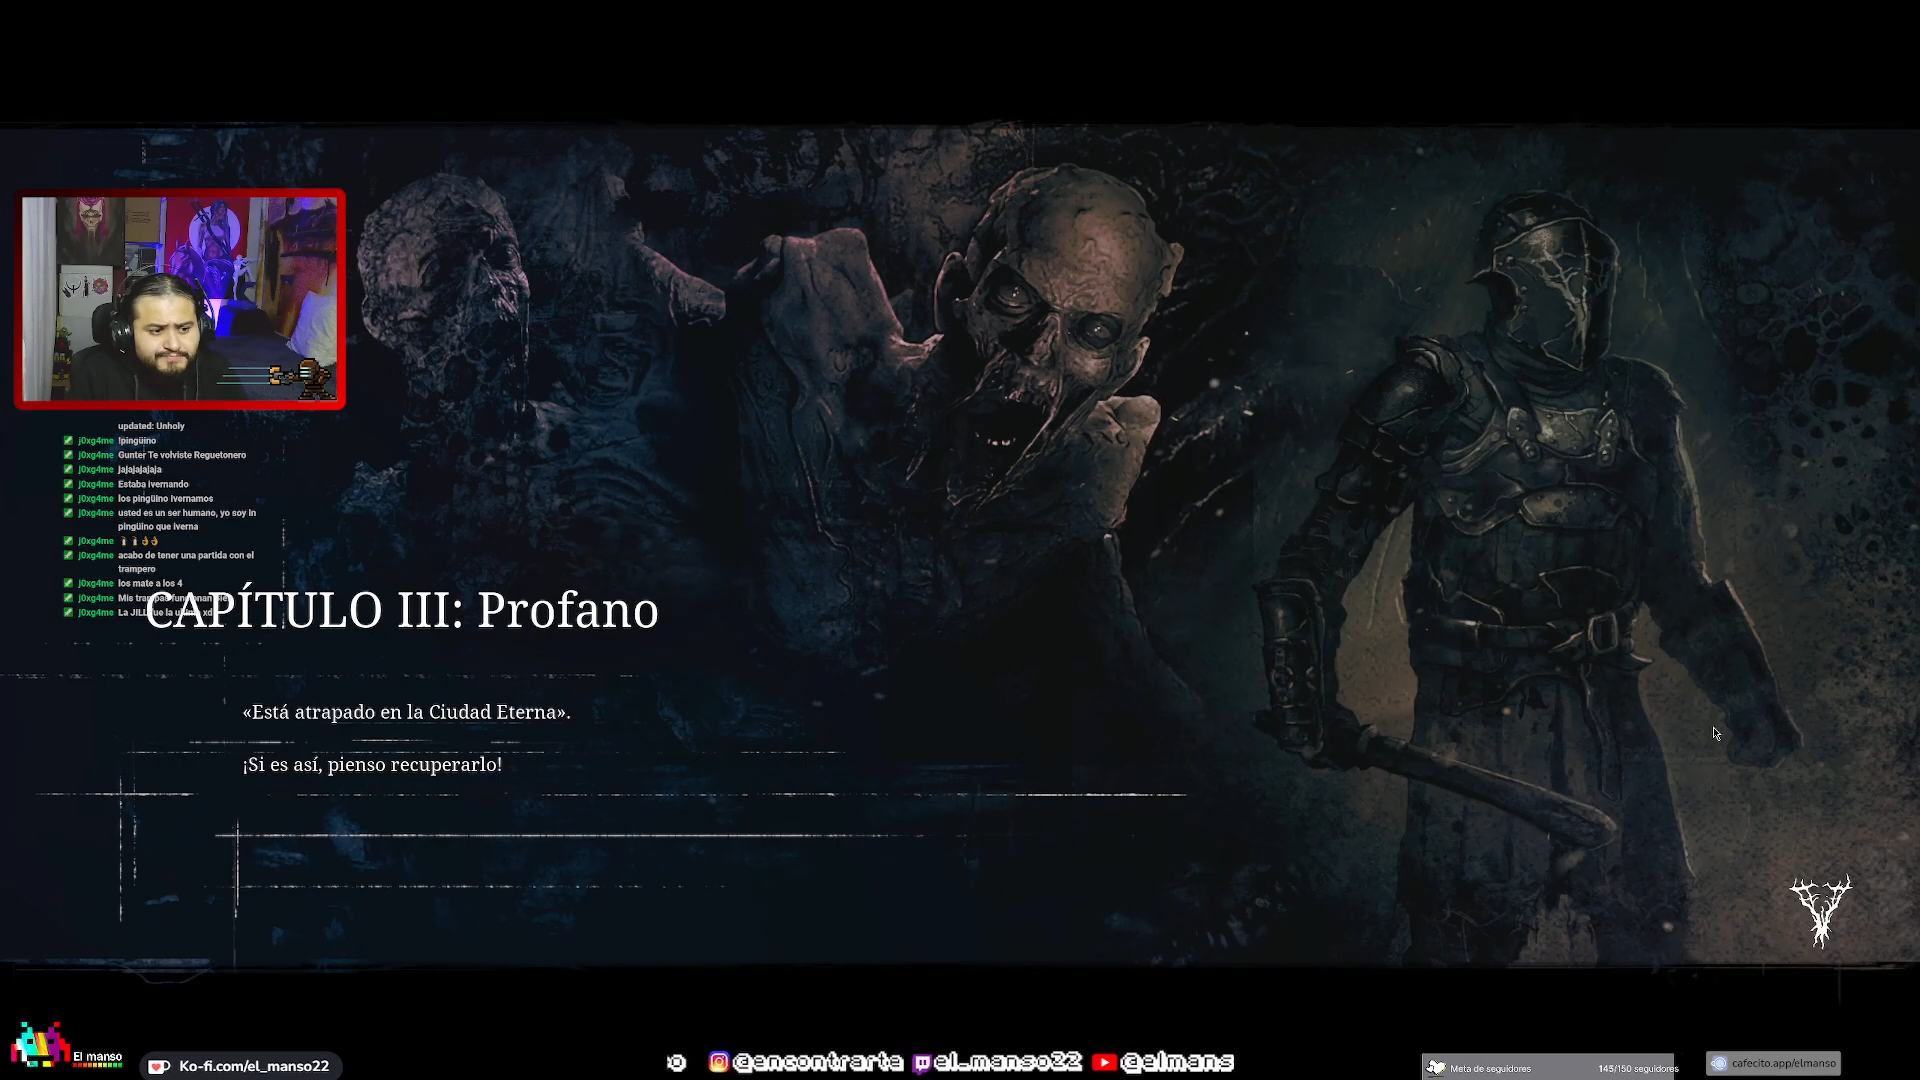 updated: Unholy
j0xg4me !pingüino
j0xg4me Gunter Te volviste Reguetonero
j0xg4me jajajajajaja
j0xg4me Estaba ivernando
j0xg4me los pingüino ivernamos
j0xg4me usted es un ser humano, yo soy in
pingüino que iverna
j0xg4me
j0xg4me acabo de tener una partida con el
trampero
j0xg4me los mate a los 4
j0xg4me Mis
j0xg4me La
CAPÍTULO III: Profano
«Está atrapado en la Ciudad Eterna».
¡Si es así, pienso recuperarlo!
El manso
Ko-fi.com/el_manso22
@ancontrarte
el_manso22
@elmans
Meta de seguidores
145/150 seguidores
cafecito.app/elmanso